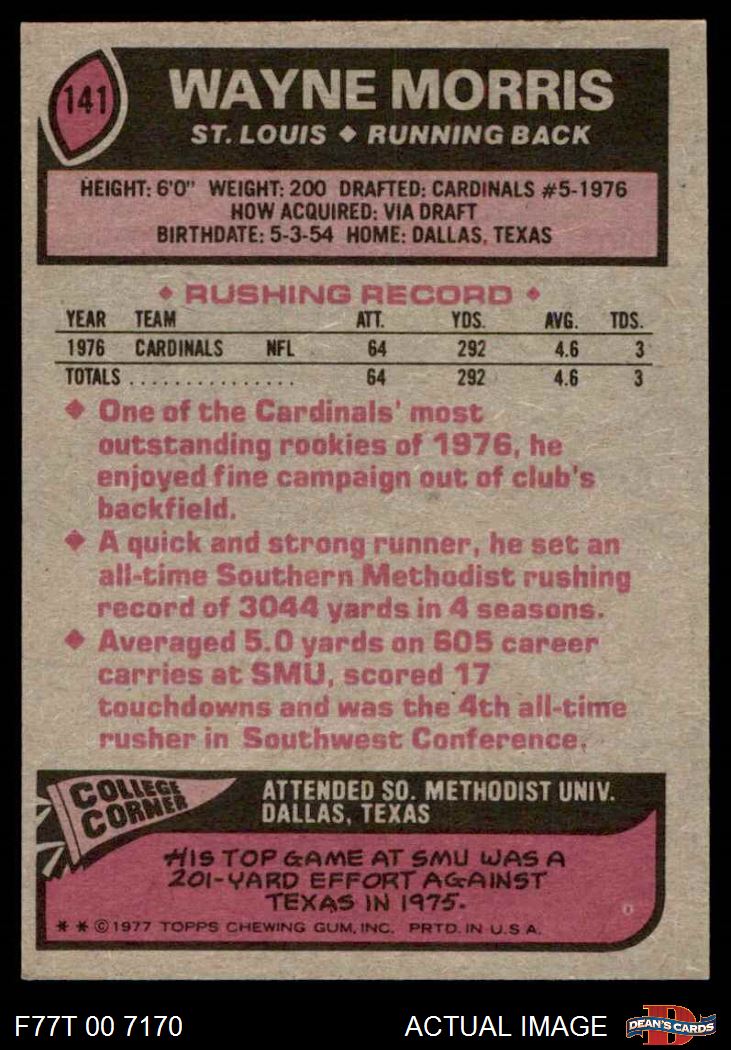 141
WAYNE MORRIS
ST. LOUIS ◆ RUNNING BACK
HEIGHT: 6'0" WEIGHT: 200 DRAFTED: CARDINALS #5-1976
HOW ACQUIRED: VIA DRAFT
BIRTHDATE: 5-3-54 HOME: DALLAS, TEXAS
◆ RUSHING RECORD ◆
YEAR TEAM ATT. YDS. AVG. TDS.
1976 CARDINALS NFL 64 292 4.6 3
TOTALS . . . . . . . . . . . . . . . 64 292 4.6 3
◆ One of the Cardinals' most
outstanding rookies of 1976, he
enjoyed fine campaign out of club's
backfield.
◆ A quick and strong runner, he set an
all-time Southern Methodist rushing
record of 3044 yards in 4 seasons.
◆ Averaged 5.0 yards on 605 career
carries at SMU, scored 17
touchdowns and was the 4th all-time
rusher in Southwest Conference.
COLLEGE
CORNER
ATTENDED SO. METHODIST UNIV.
DALLAS, TEXAS
HIS TOP GAME AT SMU WAS A
201-YARD EFFORT AGAINST
TEXAS IN 1975.
* * © 1977 TOPPS CHEWING GUM, INC. PRTD. IN U.S.A.
F77T 00 7170
ACTUAL IMAGE
D
DEAN'S CARDS